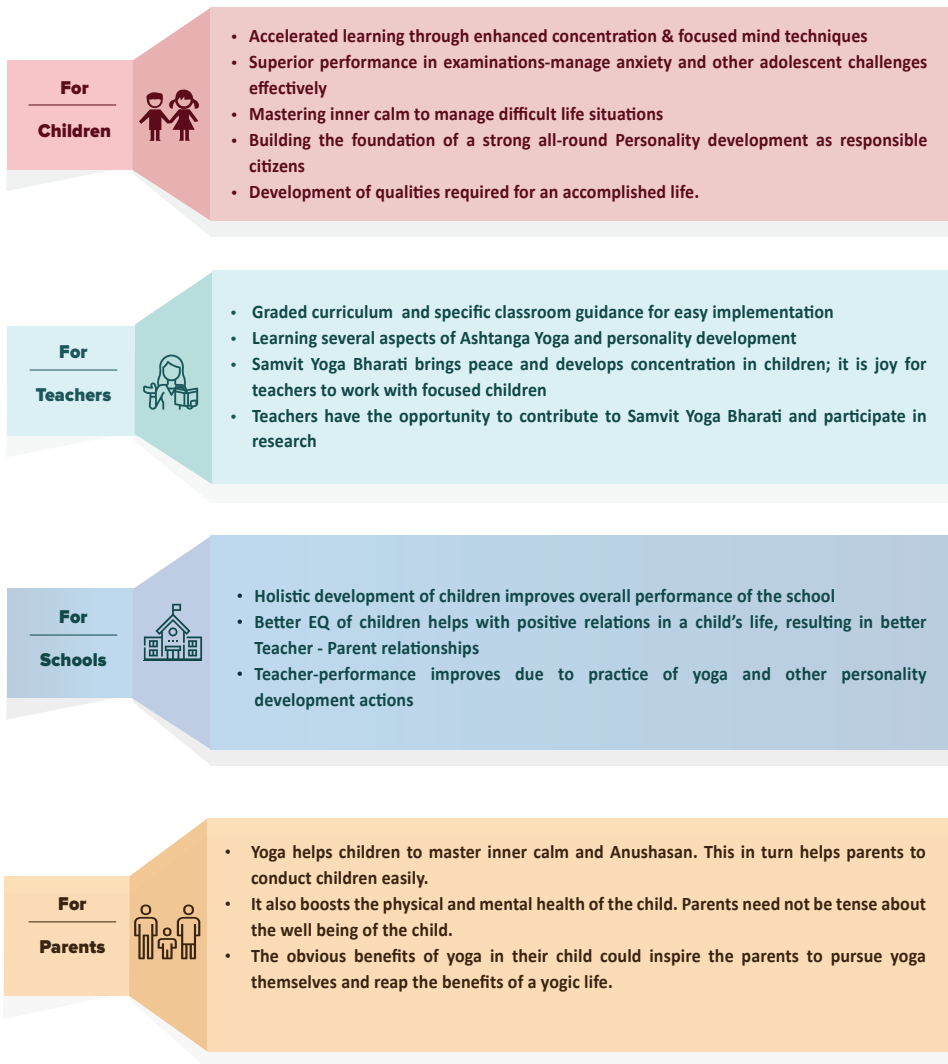 For
Children
• Accelerated learning through enhanced concentration & focused mind techniques
• Superior performance in examinations-manage anxiety and other adolescent challenges
effectively
• Mastering inner calm to manage difficult life situations
• Building the foundation of a strong all-round Personality development as responsible
citizens
• Development of qualities required for an accomplished life.
For
Teachers
• Graded curriculum and specific classroom guidance for easy implementation
• Learning several aspects of Ashtanga Yoga and personality development
• Samvit Yoga Bharati brings peace and develops concentration in children; it is joy for
teachers to work with focused children
• Teachers have the opportunity to contribute to Samvit Yoga Bharati and participate in
research
For
Schools
• Holistic development of children improves overall performance of the school
• Better EQ of children helps with positive relations in a child's life, resulting in better
Teacher - Parent relationships
• Teacher-performance improves due to practice of yoga and other personality
development actions
For
Parents
• Yoga helps children to master inner calm and Anushasan. This in turn helps parents to
conduct children easily.
• It also boosts the physical and mental health of the child. Parents need not be tense about
the well being of the child.
• The obvious benefits of yoga in their child could inspire the parents to pursue yoga
themselves and reap the benefits of a yogic life.